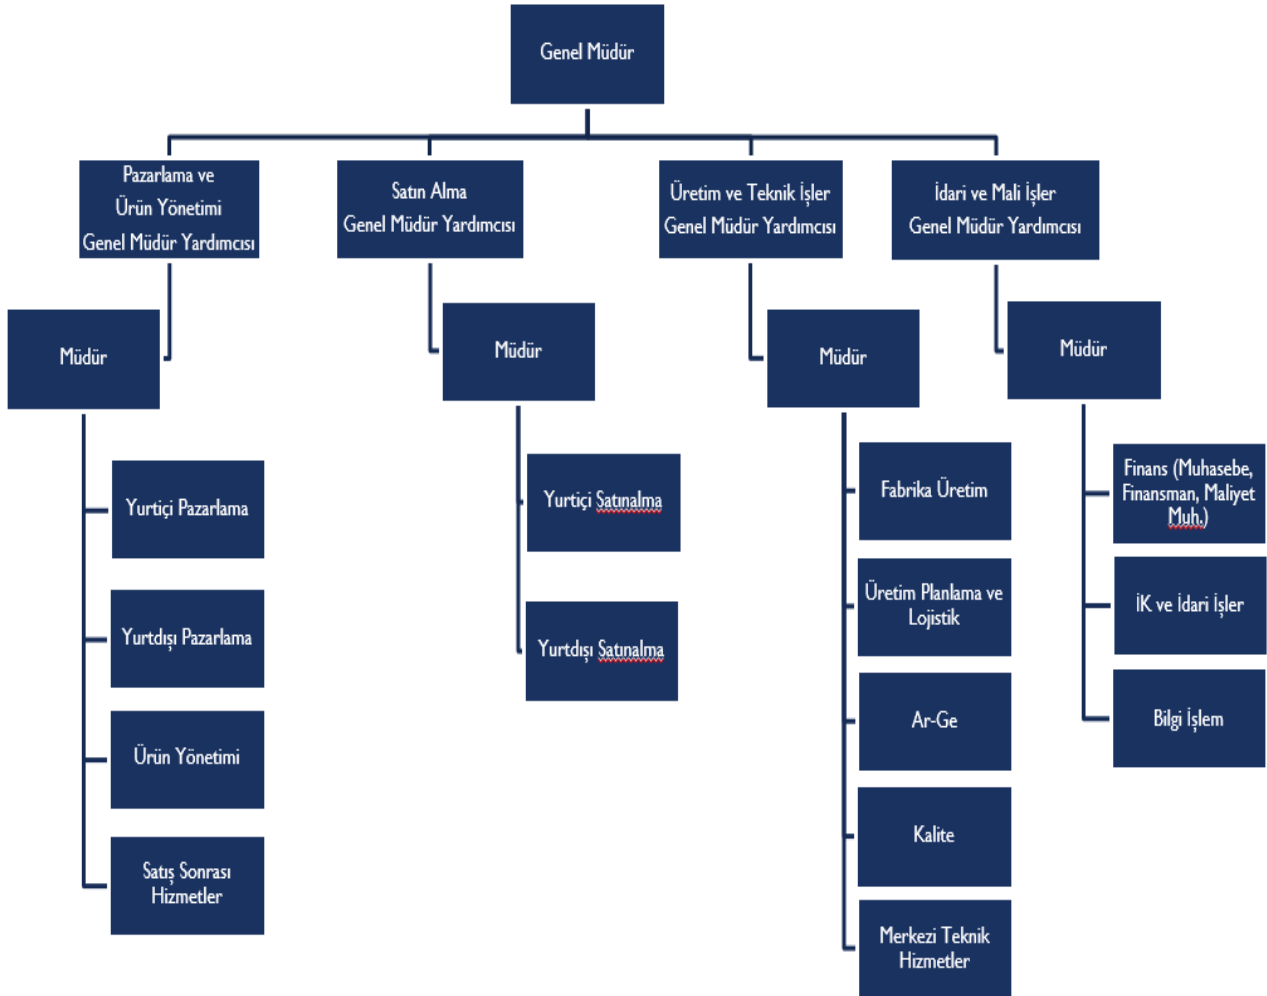 Genel Müdür
Pazarlama ve
Ürün Yönetimi
Genel Müdür Yardımcısı
Satın Alma
Genel Müdür Yardımcısı
Üretim ve Teknik İşler
Genel Müdür Yardımcısı
İdari ve Mali İşler
Genel Müdür Yardımcısı
Müdür
Yurtiçi Pazarlama
Yurtdışı Pazarlama
Ürün Yönetimi
Satış Sonrası
Hizmetler
Müdür
Yurtiçi Satınalma
Yurtdışı Satınalma
Müdür
Fabrika Üretim
Üretim Planlama ve
Lojistik
Ar-Ge
Kalite
Merkezi Teknik
Hizmetler
Müdür
Finans (Muhasebe,
Finansman, Maliyet
Muh.)
İK ve İdari İşler
Bilgi İşlem